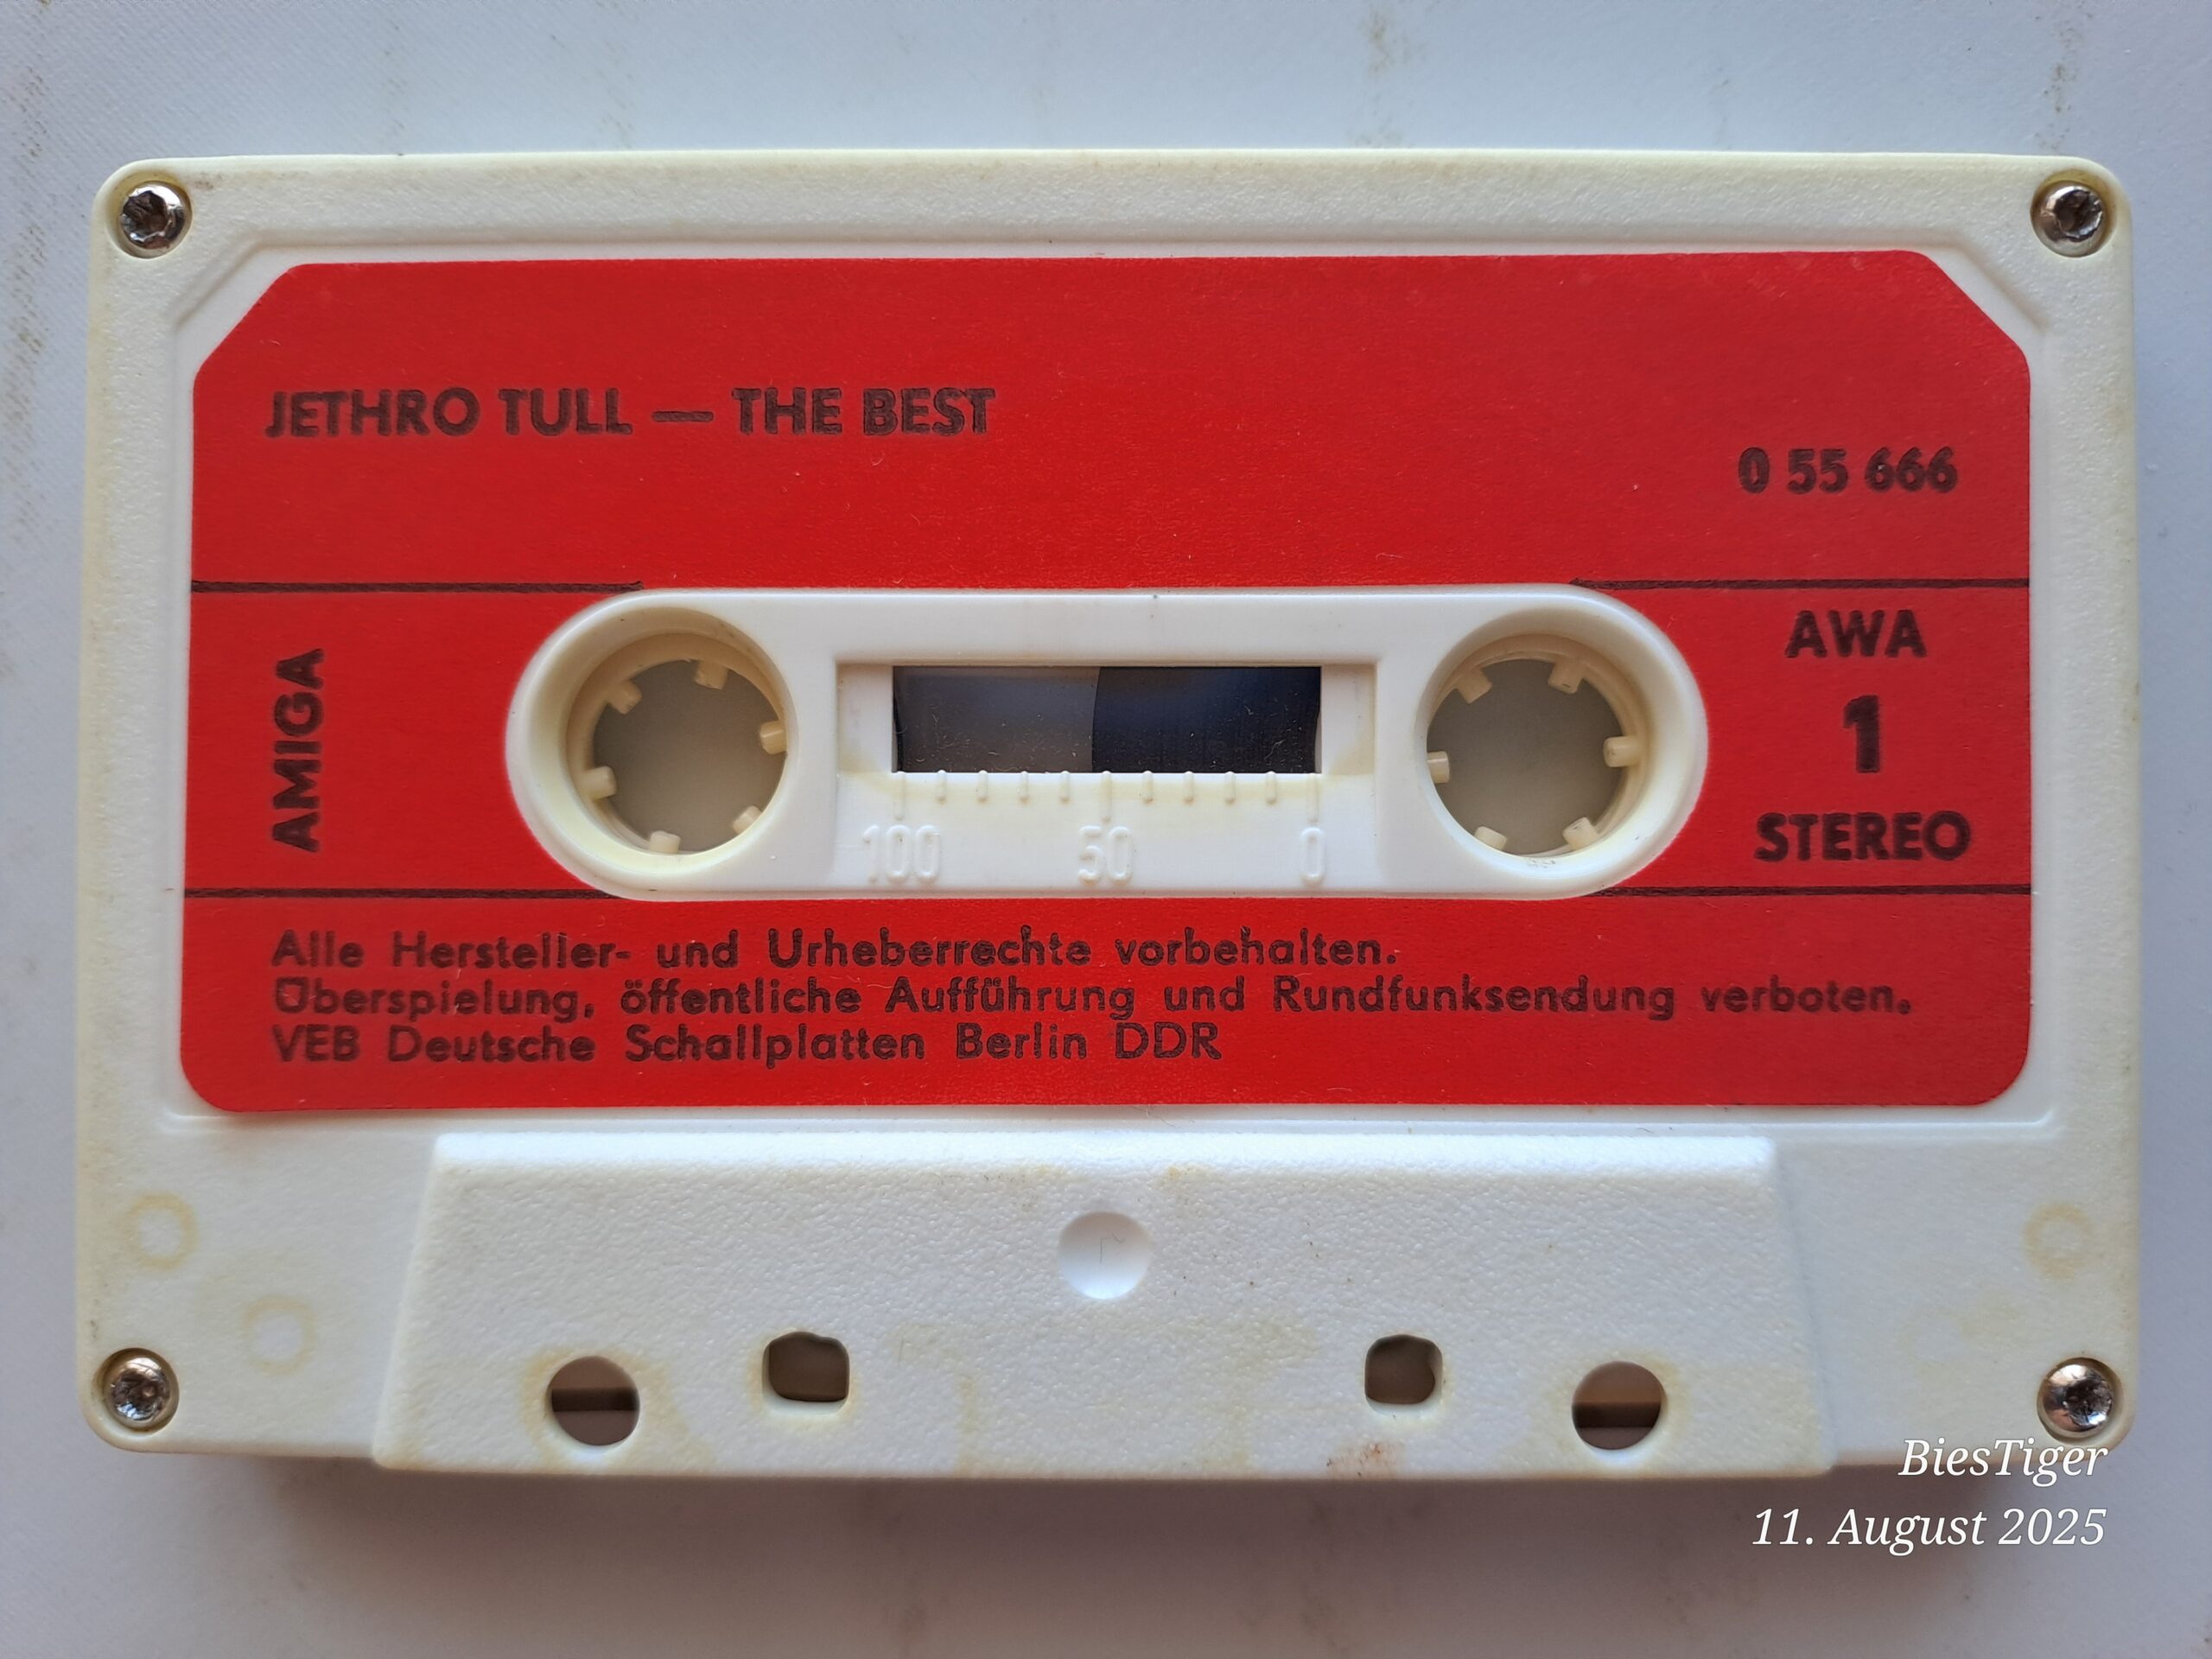 JETHRO TULL — THE BEST
0 55 666
AMIGA
AWA
1
STEREO
100 50 0
Alle Hersteller- und Urheberrechte vorbehalten.
Überspielung, öffentliche Aufführung und Rundfunksendung verboten.
VEB Deutsche Schallplatten Berlin DDR
BiesTiger
11. August 2025